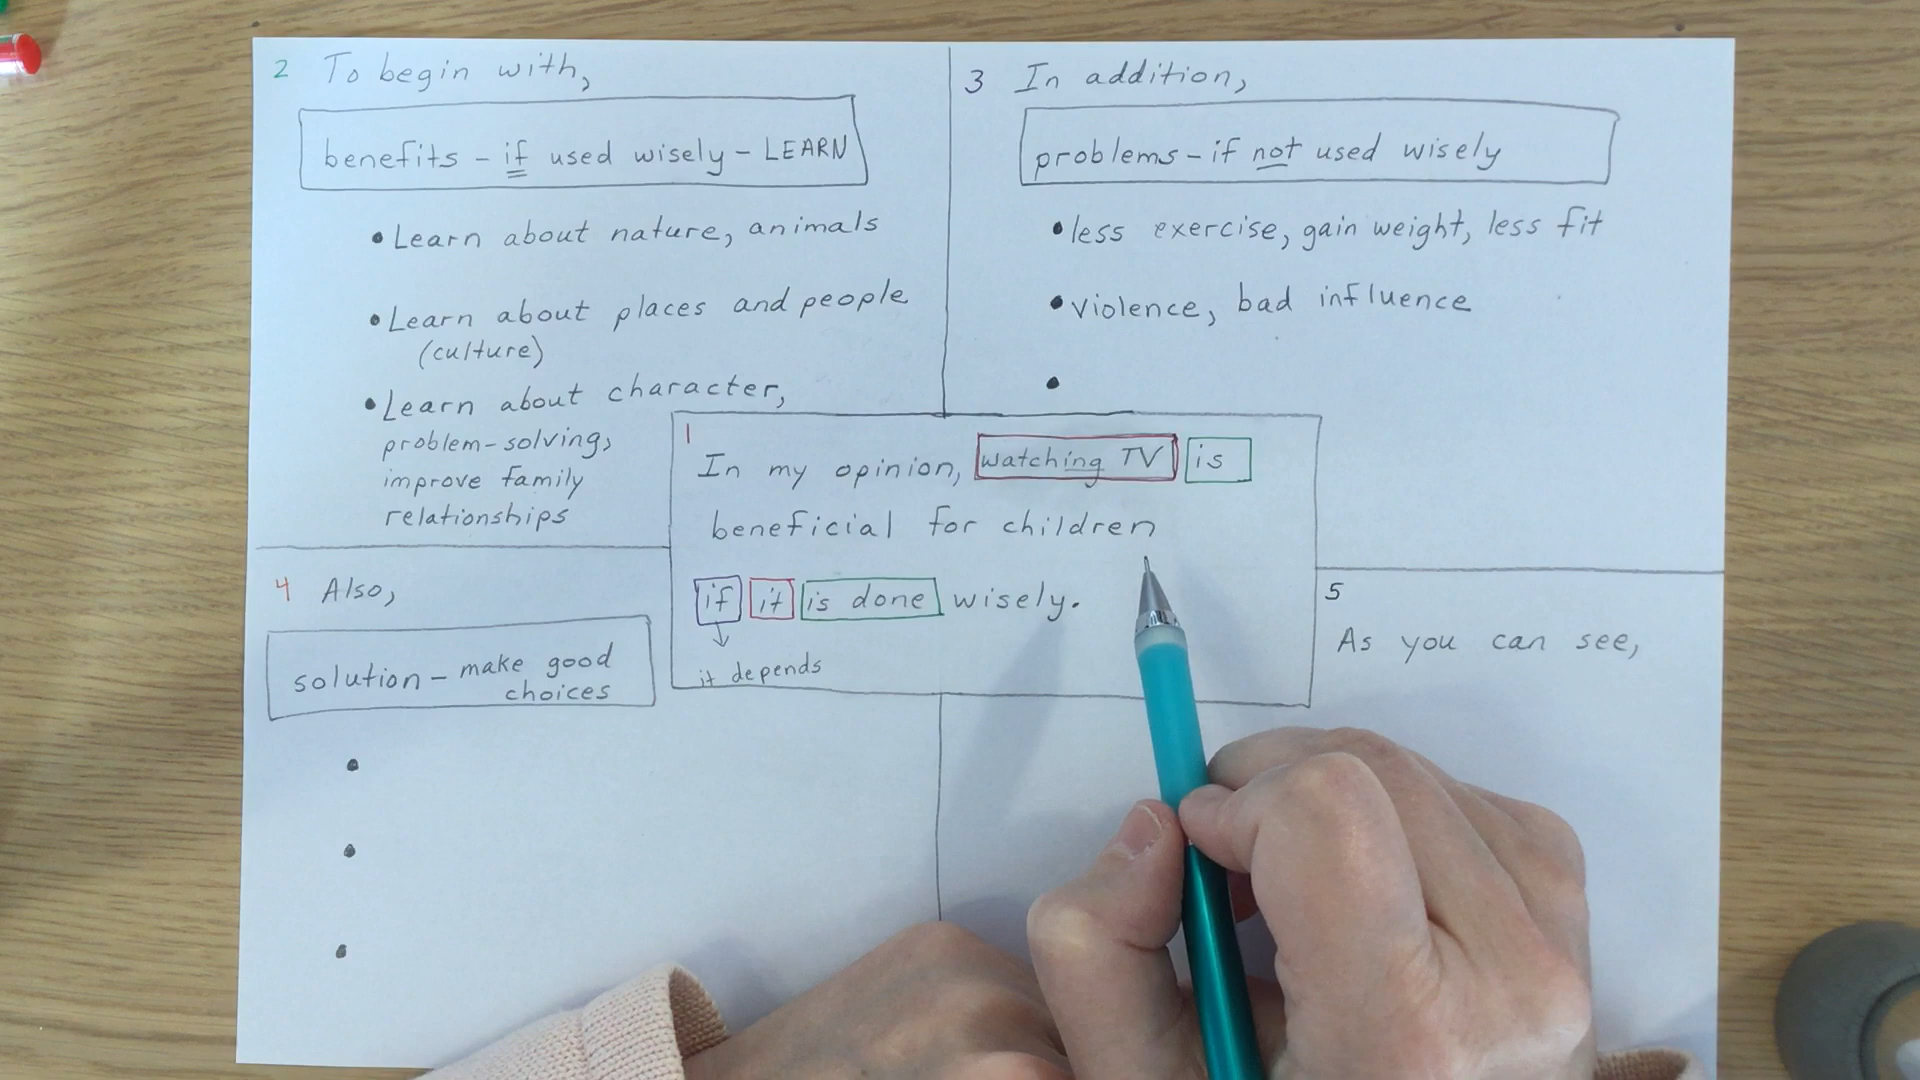 2 To begin with,
benefits - if used wisely - LEARN
• Learn about nature, animals
• Learn about places and people
(culture)
• Learn about character,
problem-solving,
improve family
relationships
3 In addition,
problems - if not used wisely
• less exercise, gain weight, less fit
• violence, bad influence
•
1
In my opinion, watching TV is
beneficial for children
if it is done wisely.
it depends
4 Also,
solution - make good
choices
•
•
•
5
As you can see,